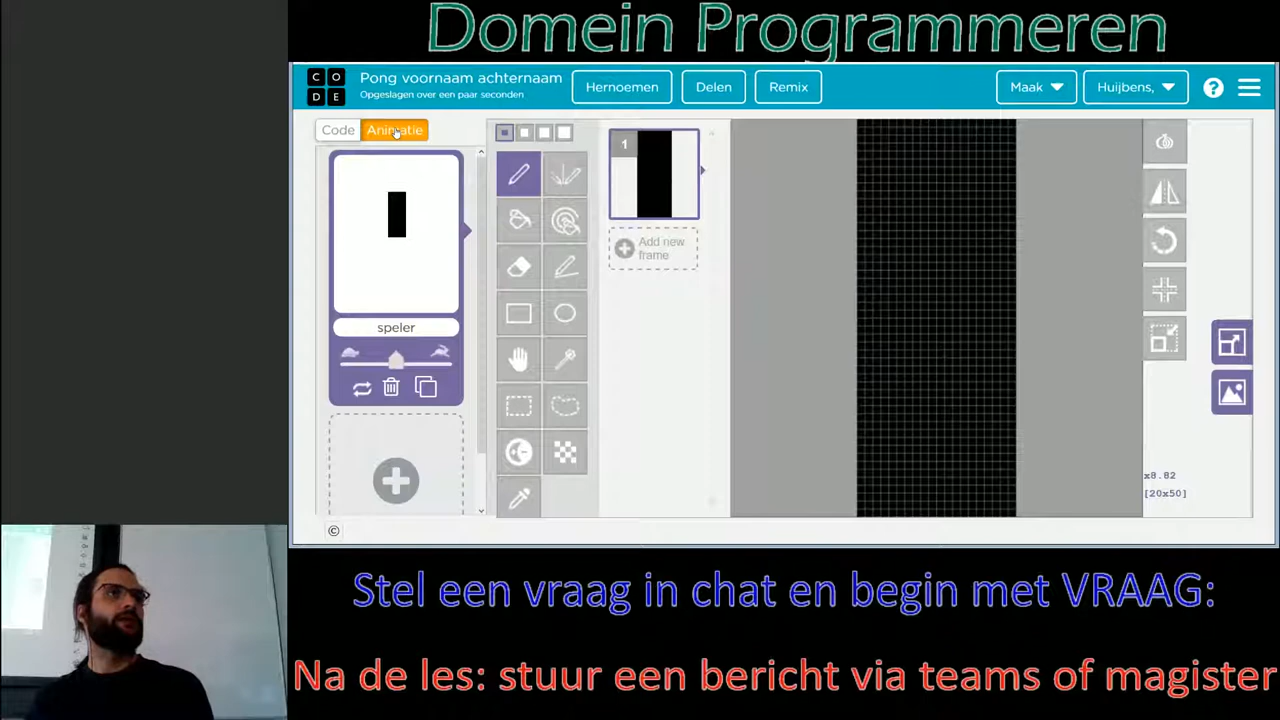 Domein Programmeren
C O
D E
Pong voornaam achternaam
Opgeslagen over een paar seconden
Hernoemen
Delen
Remix
Maak
Huijbens,
?
Code
Animatie
1
Add new
frame
speler
x8.82
[20x50]
©
Stel een vraag in chat en begin met VRAAG:
Na de les: stuur een bericht via teams of magister